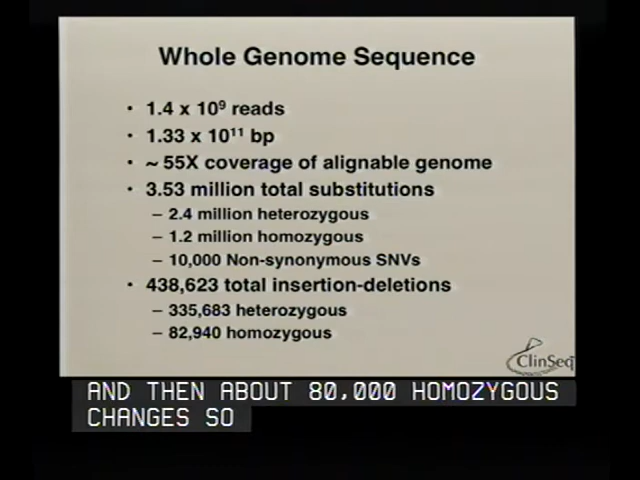 Whole Genome Sequence
• 1.4 x 10⁹ reads
• 1.33 x 10¹¹ bp
• ~ 55X coverage of alignable genome
• 3.53 million total substitutions
– 2.4 million heterozygous
– 1.2 million homozygous
– 10,000 Non-synonymous SNVs
• 438,623 total insertion-deletions
– 335,683 heterozygous
– 82,940 homozygous
ClinSeq
AND THEN ABOUT 80,000 HOMOZYGOUS
CHANGES SO